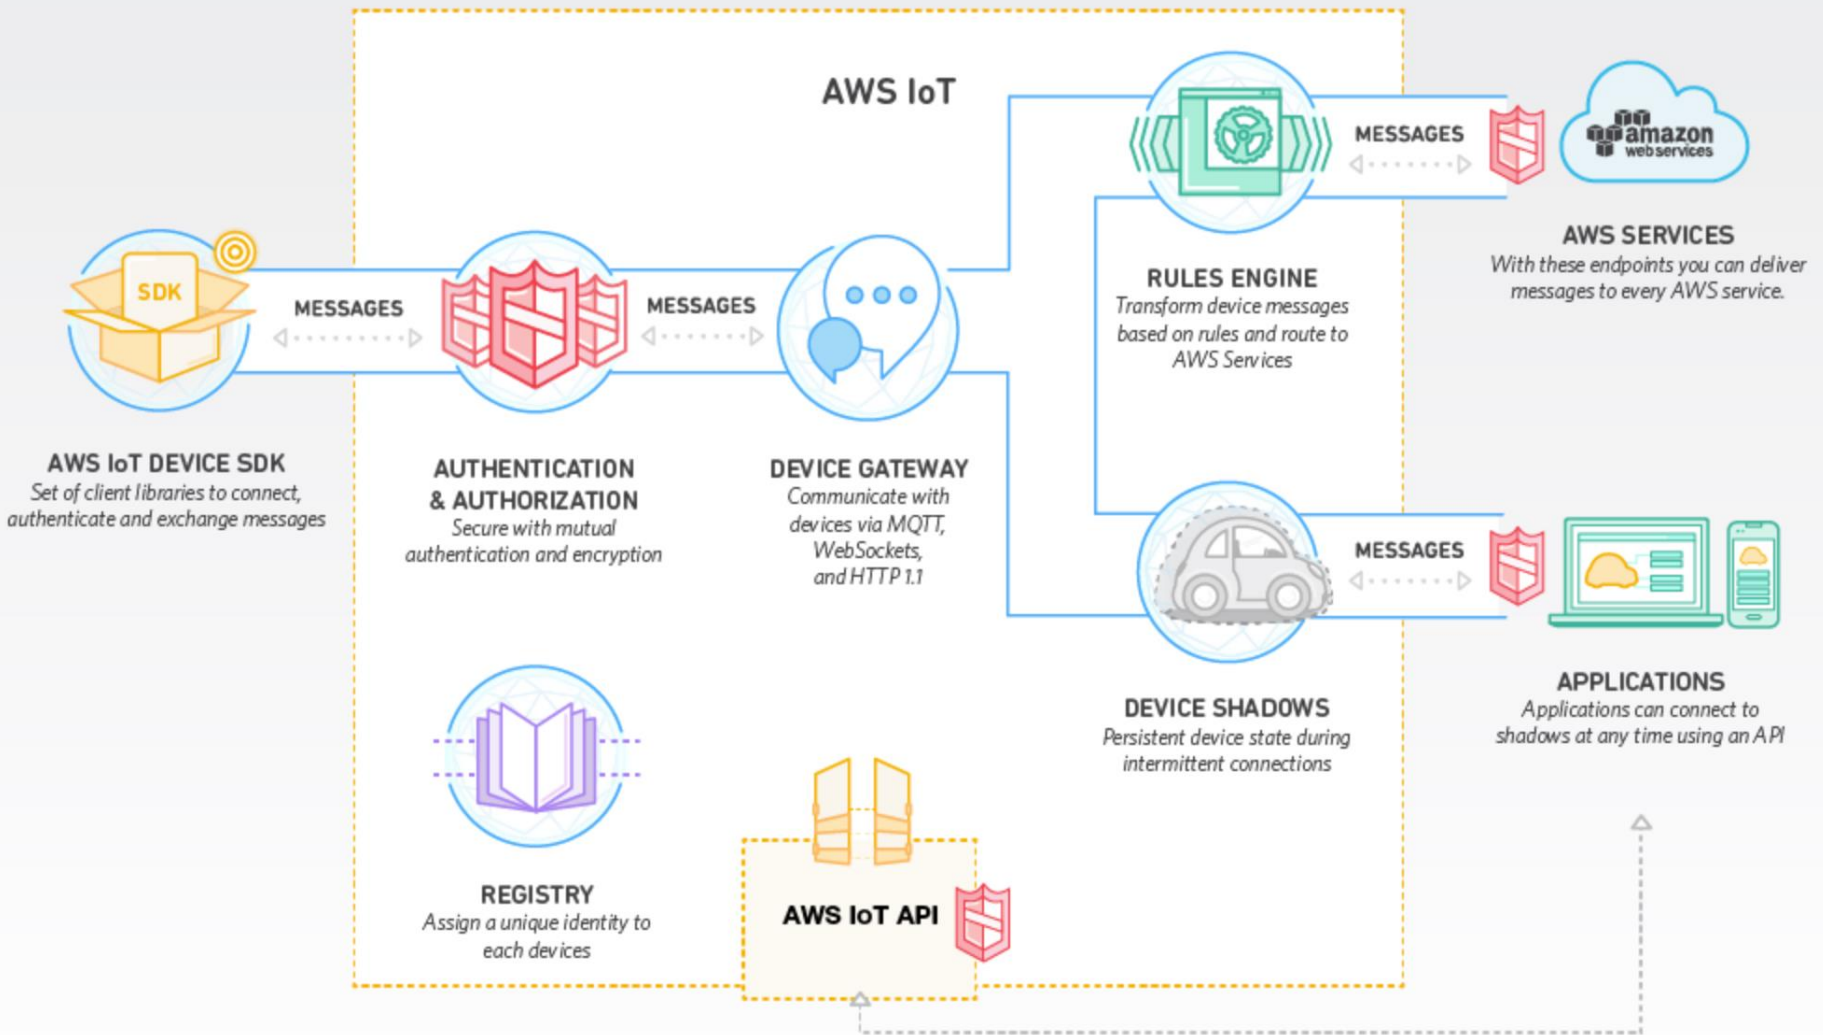 AWS IoT
SDK
MESSAGES
MESSAGES
MESSAGES
amazon
webservices
AWS SERVICES
With these endpoints you can deliver
messages to every AWS service.
RULES ENGINE
Transform device messages
based on rules and route to
AWS Services
AWS IoT DEVICE SDK
Set of client libraries to connect,
authenticate and exchange messages
AUTHENTICATION
& AUTHORIZATION
Secure with mutual
authentication and encryption
DEVICE GATEWAY
Communicate with
devices via MQTT,
WebSockets,
and HTTP 1.1
MESSAGES
DEVICE SHADOWS
Persistent device state during
intermittent connections
APPLICATIONS
Applications can connect to
shadows at any time using an API
REGISTRY
Assign a unique identity to
each devices
AWS IoT API